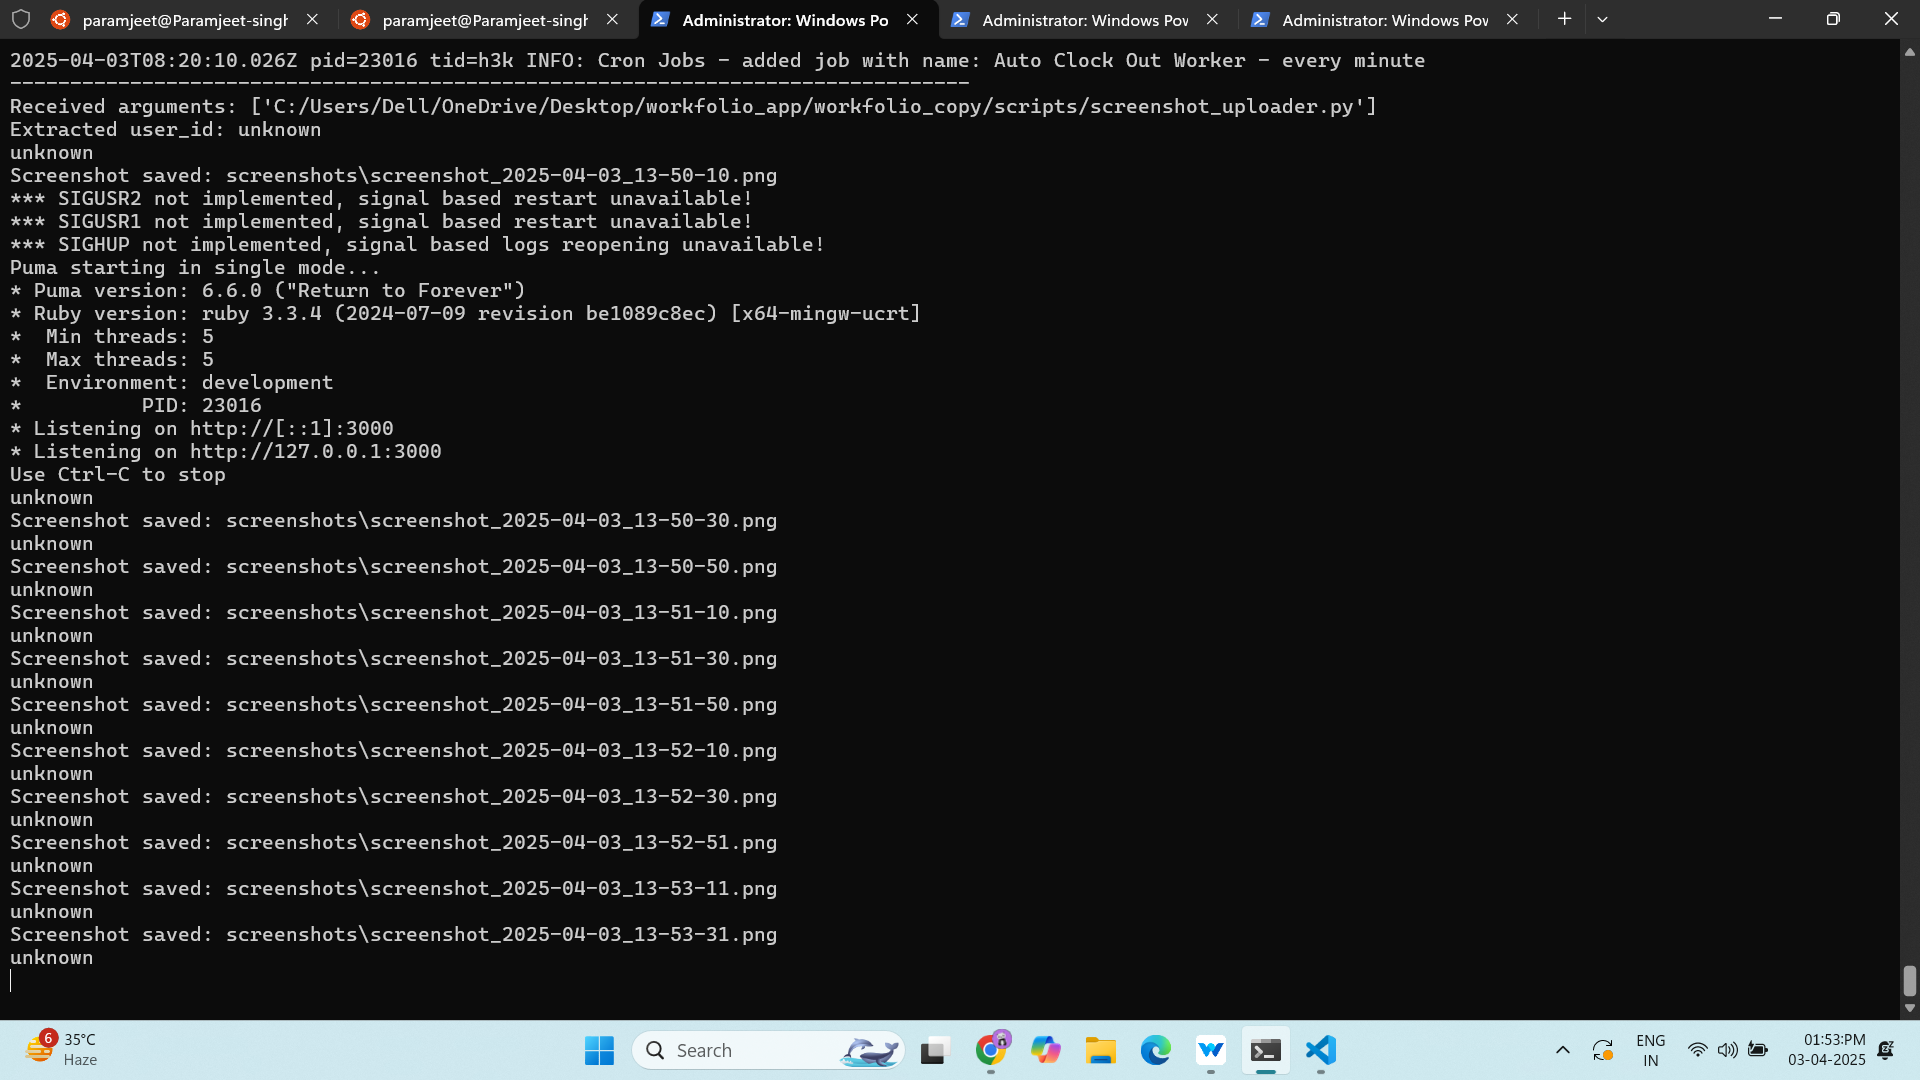 paramjeet@Paramjeet-singh
paramjeet@Paramjeet-singh
Administrator: Windows Po
Administrator: Windows Pow
Administrator: Windows Pow
2025-04-03T08:20:10.026Z pid=23016 tid=h3k INFO: Cron Jobs - added job with name: Auto Clock Out Worker - every minute
--------------------------------------------------------------------------------
Received arguments: ['C:/Users/Dell/OneDrive/Desktop/workfolio_app/workfolio_copy/scripts/screenshot_uploader.py']
Extracted user_id: unknown
unknown
Screenshot saved: screenshots\screenshot_2025-04-03_13-50-10.png
*** SIGUSR2 not implemented, signal based restart unavailable!
*** SIGUSR1 not implemented, signal based restart unavailable!
*** SIGHUP not implemented, signal based logs reopening unavailable!
Puma starting in single mode...
* Puma version: 6.6.0 ("Return to Forever")
* Ruby version: ruby 3.3.4 (2024-07-09 revision be1089c8ec) [x64-mingw-ucrt]
*  Min threads: 5
*  Max threads: 5
*  Environment: development
*          PID: 23016
* Listening on http://[::1]:3000
* Listening on http://127.0.0.1:3000
Use Ctrl-C to stop
unknown
Screenshot saved: screenshots\screenshot_2025-04-03_13-50-30.png
unknown
Screenshot saved: screenshots\screenshot_2025-04-03_13-50-50.png
unknown
Screenshot saved: screenshots\screenshot_2025-04-03_13-51-10.png
unknown
Screenshot saved: screenshots\screenshot_2025-04-03_13-51-30.png
unknown
Screenshot saved: screenshots\screenshot_2025-04-03_13-51-50.png
unknown
Screenshot saved: screenshots\screenshot_2025-04-03_13-52-10.png
unknown
Screenshot saved: screenshots\screenshot_2025-04-03_13-52-30.png
unknown
Screenshot saved: screenshots\screenshot_2025-04-03_13-52-51.png
unknown
Screenshot saved: screenshots\screenshot_2025-04-03_13-53-11.png
unknown
Screenshot saved: screenshots\screenshot_2025-04-03_13-53-31.png
unknown
6
35°C
Haze
Search
ENG
IN
01:53:PM
03-04-2025